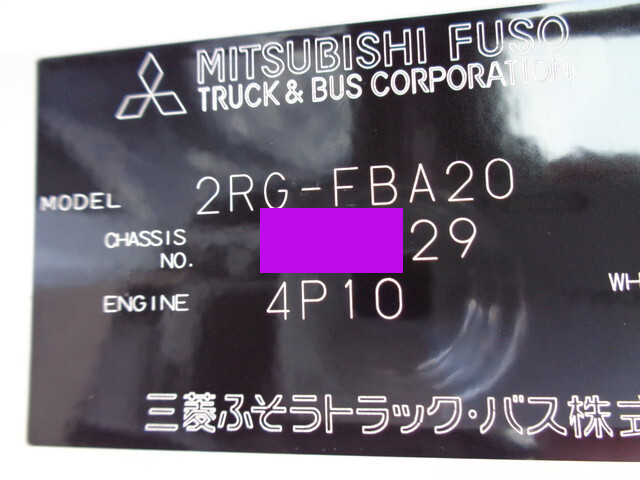 MITSUBISHI FUSO
TRUCK & BUS CORPORATION
MODEL 2RG-FBA20
CHASSIS NO. 29
ENGINE 4P10
三菱ふそうトラック・バス株